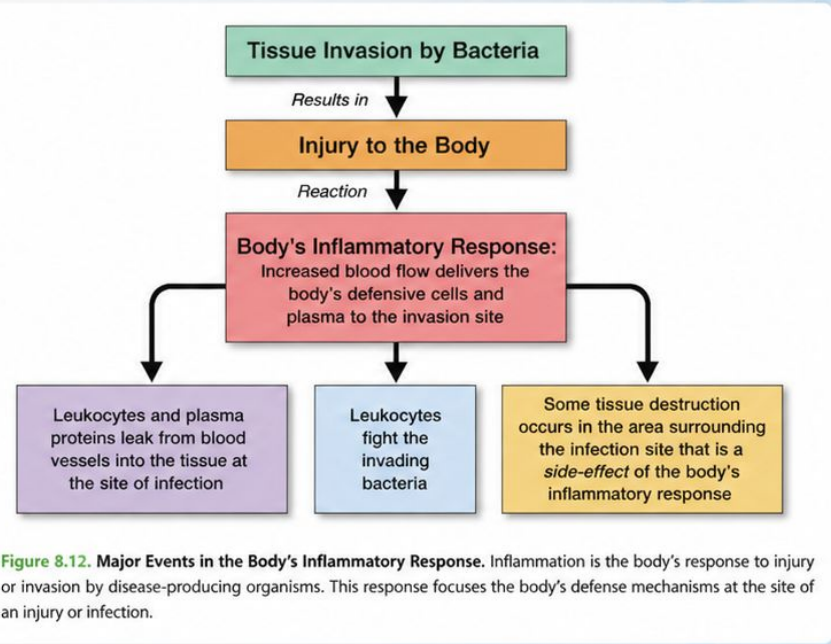 Tissue Invasion by Bacteria
Results in
Injury to the Body
Reaction
Body's Inflammatory Response:
Increased blood flow delivers the
body's defensive cells and
plasma to the invasion site
Leukocytes and plasma
proteins leak from blood
vessels into the tissue at
the site of infection
Leukocytes
fight the
invading
bacteria
Some tissue destruction
occurs in the area surrounding
the infection site that is a
side-effect of the body's
inflammatory response
Figure 8.12. Major Events in the Body's Inflammatory Response. Inflammation is the body's response to injury
or invasion by disease-producing organisms. This response focuses the body's defense mechanisms at the site of
an injury or infection.